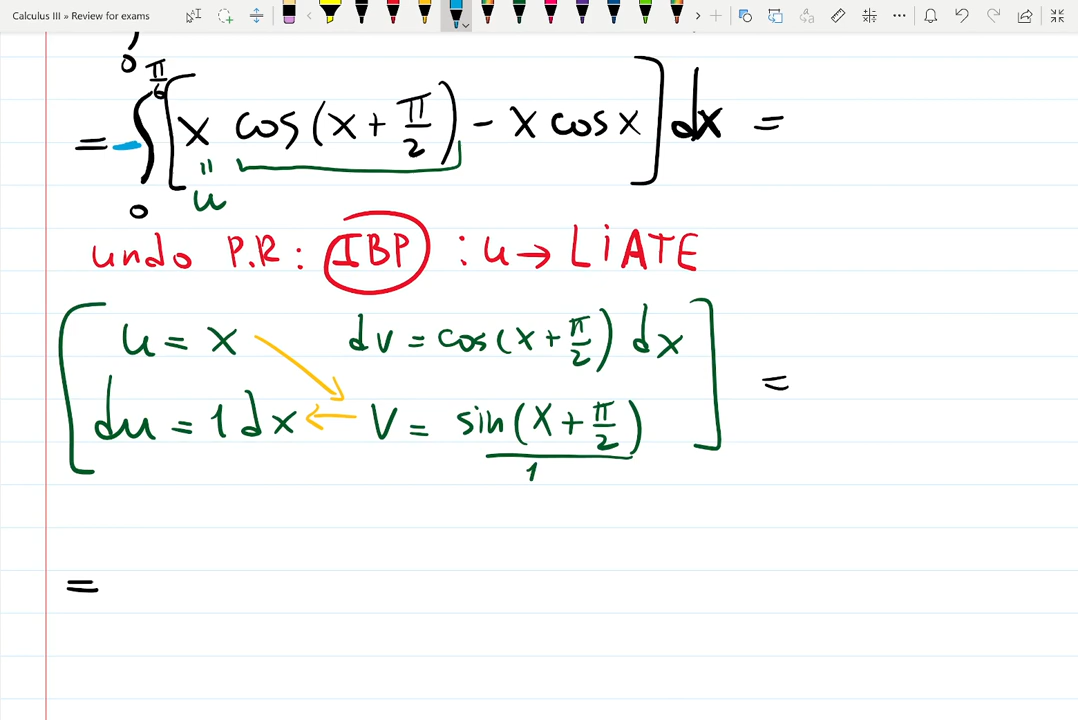 Calculus III » Review for exams
0
= -∫₀^(π/6) [x cos(x + π/2) - x cos x] dx =
"
u
undo P.R: IBP : u → LiATE
u = x dv = cos(x + π/2) dx
=
du = 1 dx v = sin(x + π/2)
1
=